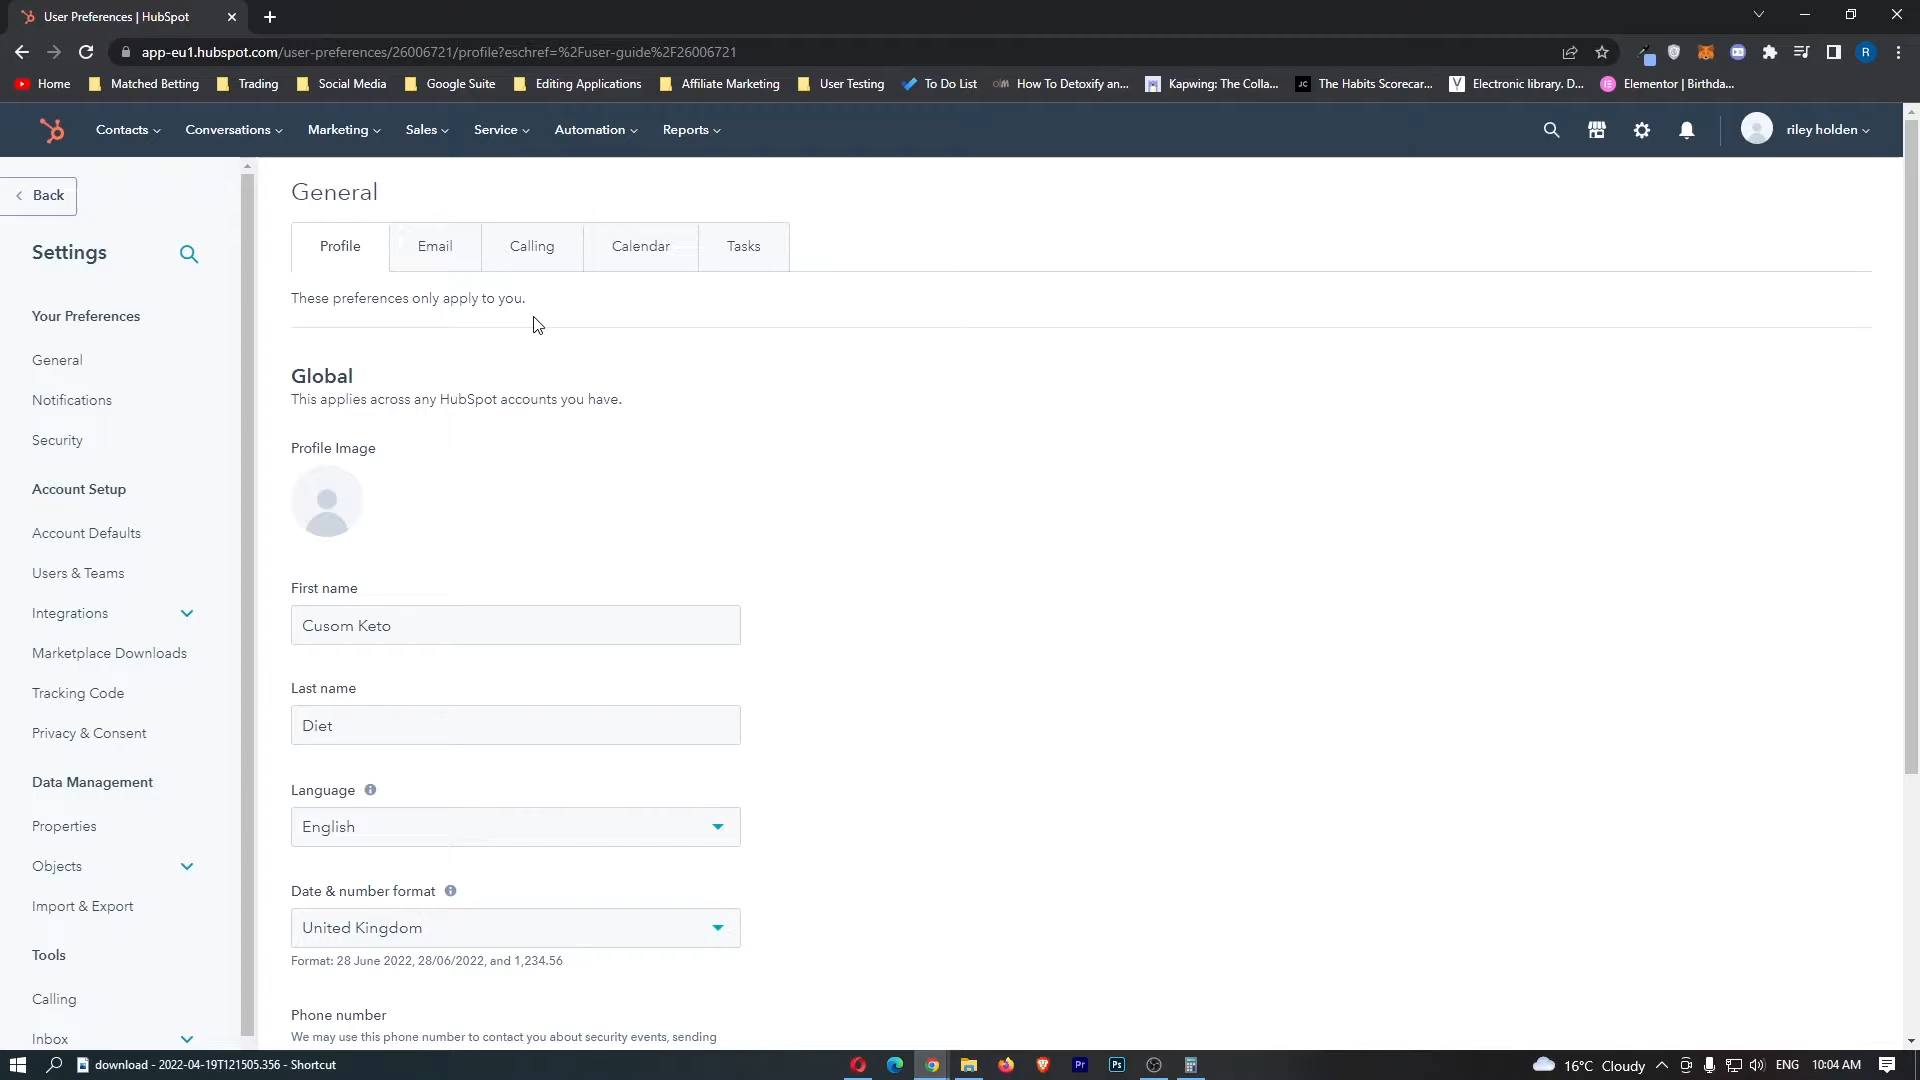 User Preferences | HubSpot
app-eu1.hubspot.com/user-preferences/26006721/profile?eschref=%2Fuser-guide%2F26006721
R
Home
Matched Betting
Trading
Social Media
Google Suite
Editing Applications
Affiliate Marketing
User Testing
To Do List
How To Detoxify an...
Kapwing: The Colla...
JC The Habits Scorecar...
Electronic library. D...
Elementor | Birthda...
Contacts
Conversations
Marketing
Sales
Service
Automation
Reports
riley holden
Back
Settings
Your Preferences
General
Notifications
Security
Account Setup
Account Defaults
Users & Teams
Integrations
Marketplace Downloads
Tracking Code
Privacy & Consent
Data Management
Properties
Objects
Import & Export
Tools
Calling
Inbox
General
Profile
Email
Calling
Calendar
Tasks
These preferences only apply to you.
Global
This applies across any HubSpot accounts you have.
Profile Image
First name
Cusom Keto
Last name
Diet
Language
English
Date & number format
United Kingdom
Format: 28 June 2022, 28/06/2022, and 1,234.56
Phone number
We may use this phone number to contact you about security events, sending
download - 2022-04-19T121505.356 - Shortcut
Pr
Ps
16°C Cloudy
ENG
10:04 AM